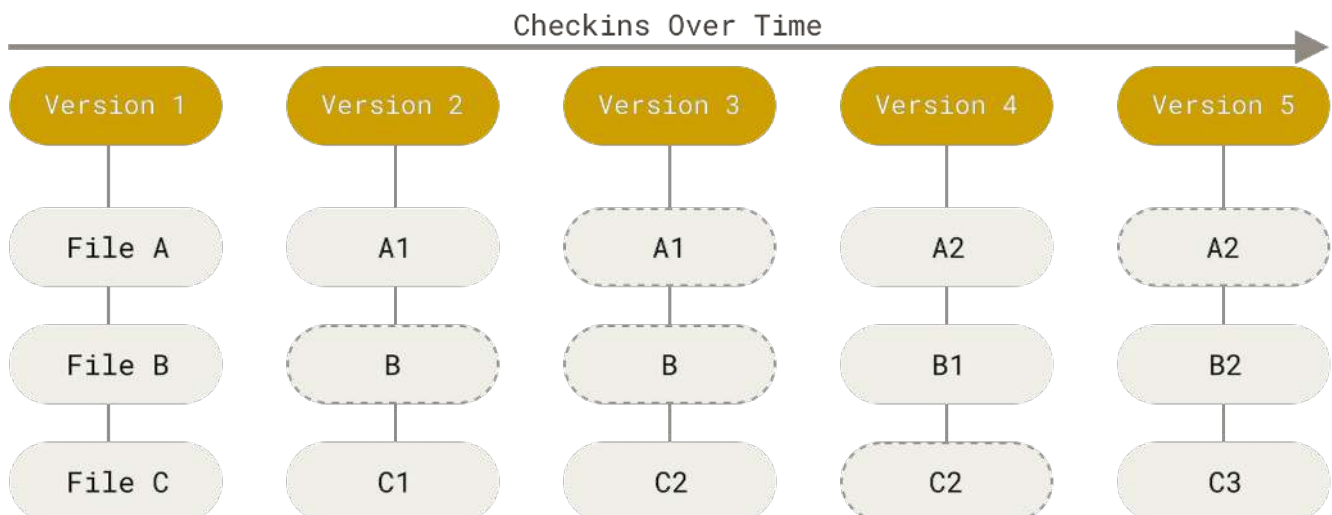 Checkins Over Time
Version 1 Version 2 Version 3 Version 4 Version 5
File A A1 A1 A2 A2
File B B B B1 B2
File C C1 C2 C2 C3